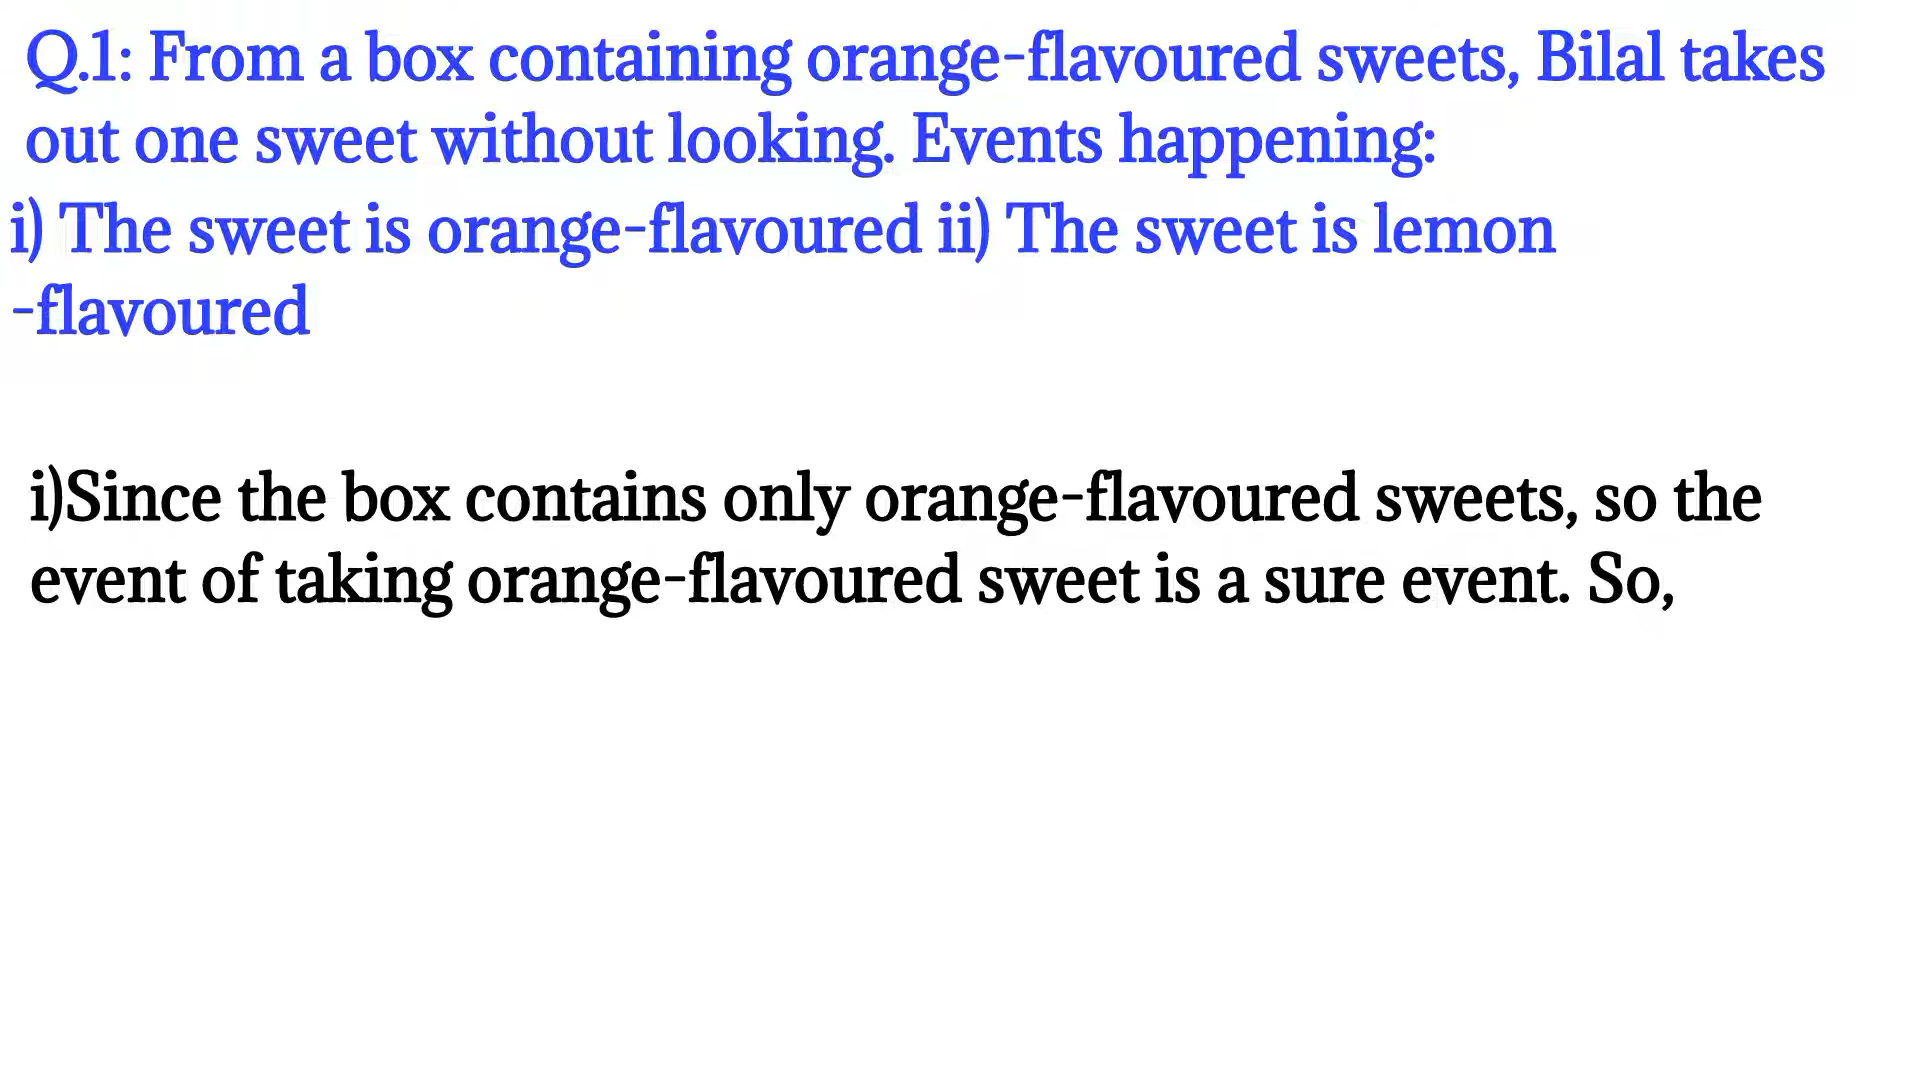 Q.1: From a box containing orange-flavoured sweets, Bilal takes
out one sweet without looking. Events happening:
i) The sweet is orange-flavoured ii) The sweet is lemon
-flavoured
i)Since the box contains only orange-flavoured sweets, so the
event of taking orange-flavoured sweet is a sure event. So,